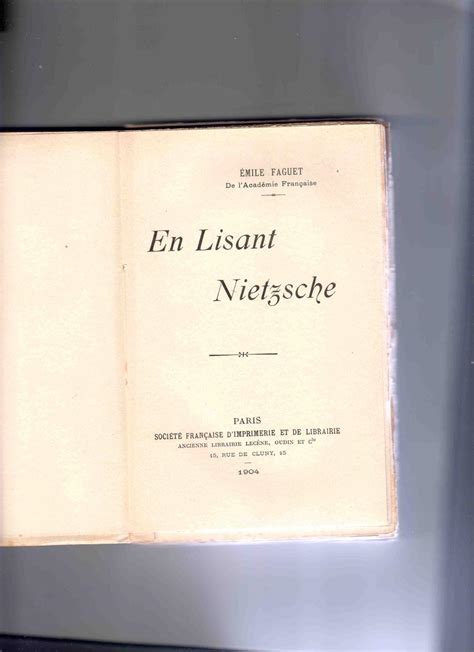 ÉMILE FAGUET
De l'Académie Française
En Lisant
Nietzsche
PARIS
SOCIÉTÉ FRANÇAISE D'IMPRIMERIE ET DE LIBRAIRIE
ANCIENNE LIBRAIRIE LECÈNE, OUDIN ET Cie
15, RUE DE CLUNY, 15
1904